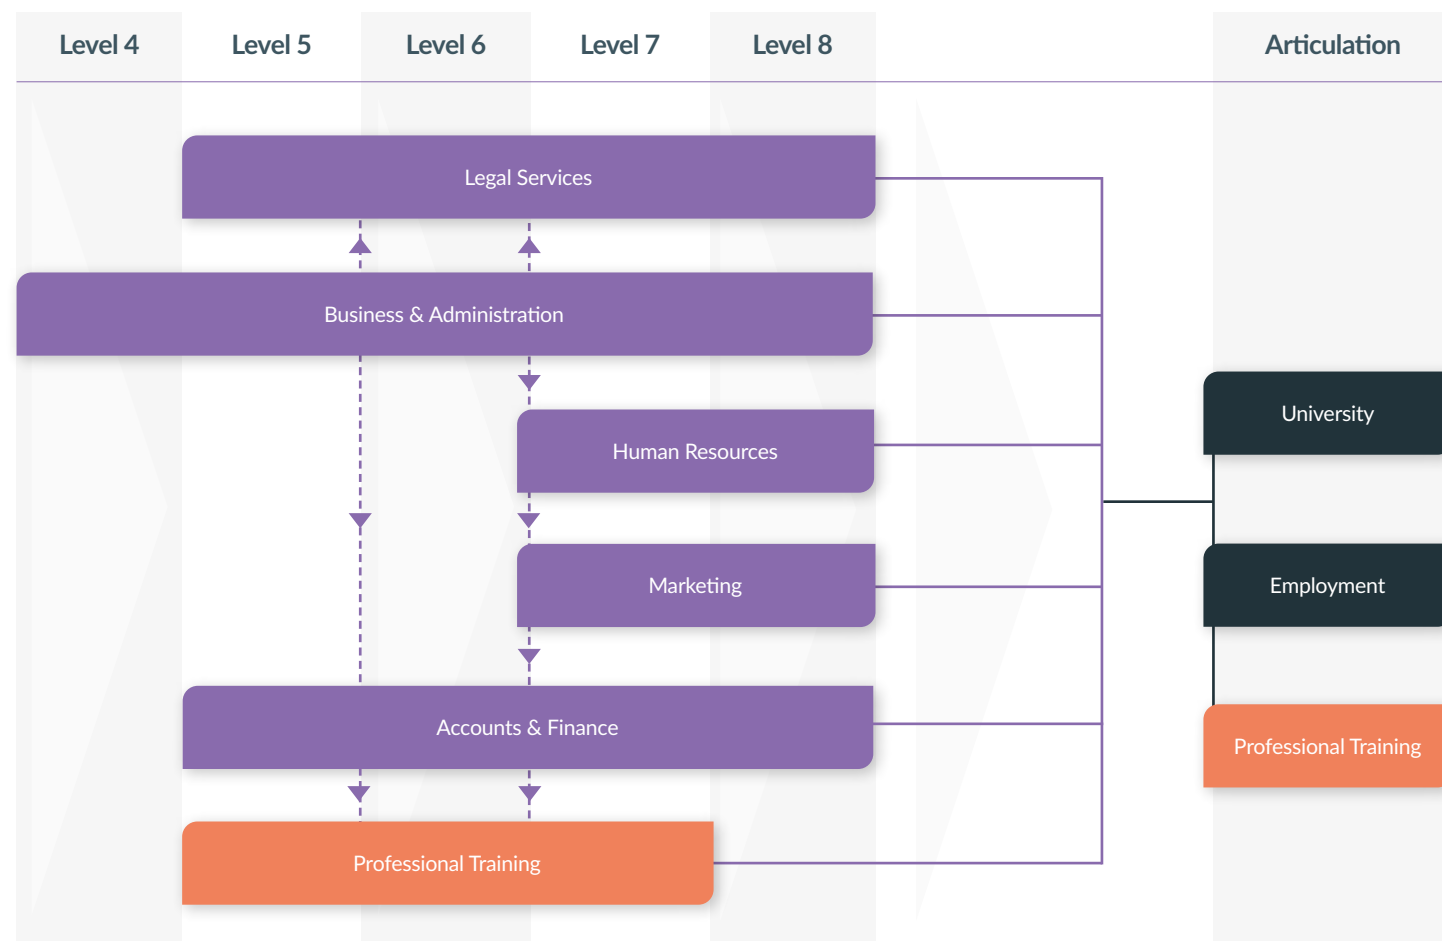 Level 4
Level 5
Level 6
Level 7
Level 8
Articulation
Legal Services
Business & Administration
University
Human Resources
Employment
Marketing
Accounts & Finance
Professional Training
Professional Training